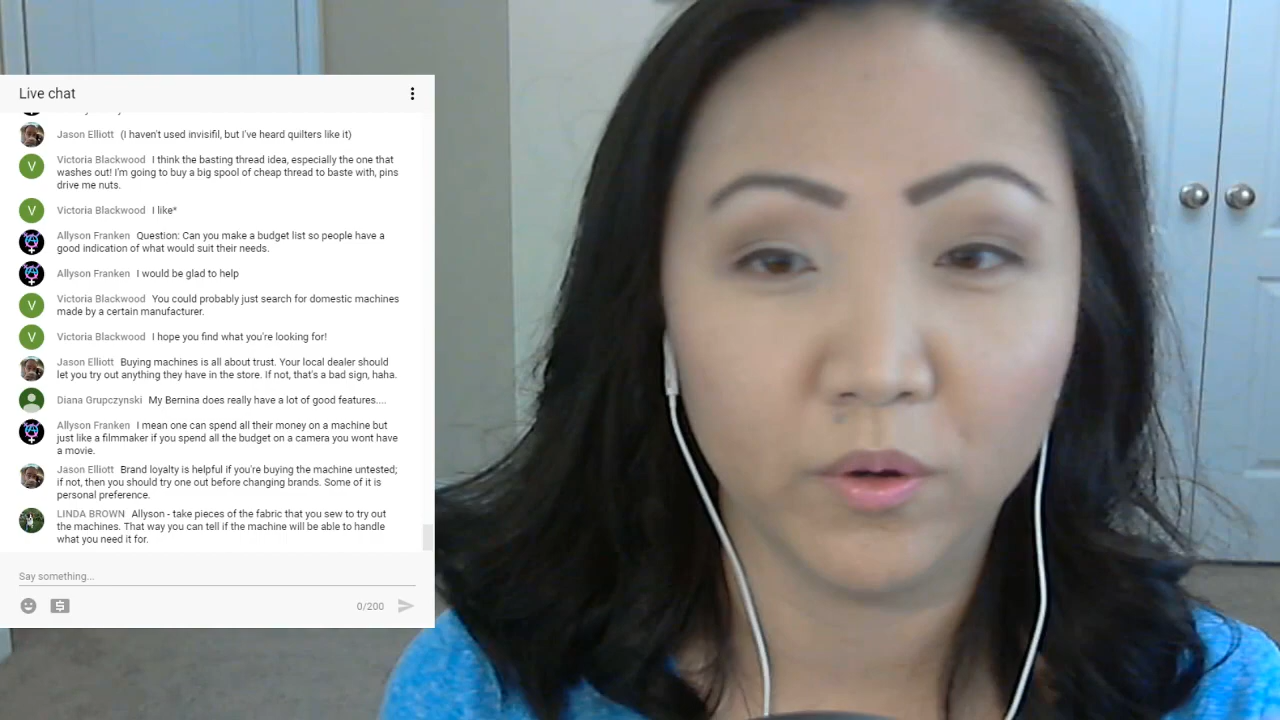 Live chat
Jason Elliott (I haven't used invisifil, but I've heard quilters like it)
Victoria Blackwood I think the basting thread idea, especially the one that
washes out! I'm going to buy a big spool of cheap thread to baste with, pins
drive me nuts.
Victoria Blackwood I like*
Allyson Franken Question: Can you make a budget list so people have a
good indication of what would suit their needs.
Allyson Franken I would be glad to help
Victoria Blackwood You could probably just search for domestic machines
made by a certain manufacturer.
Victoria Blackwood I hope you find what you're looking for!
Jason Elliott Buying machines is all about trust. Your local dealer should
let you try out anything they have in the store. If not, that's a bad sign, haha.
Diana Grupczynski My Bernina does really have a lot of good features....
Allyson Franken I mean one can spend all their money on a machine but
just like a filmmaker if you spend all the budget on a camera you wont have
a movie.
Jason Elliott Brand loyalty is helpful if you're buying the machine untested;
if not, then you should try one out before changing brands. Some of it is
personal preference.
LINDA BROWN Allyson - take pieces of the fabric that you sew to try out
the machines. That way you can tell if the machine will be able to handle
what you need it for.
Say something...
0/200